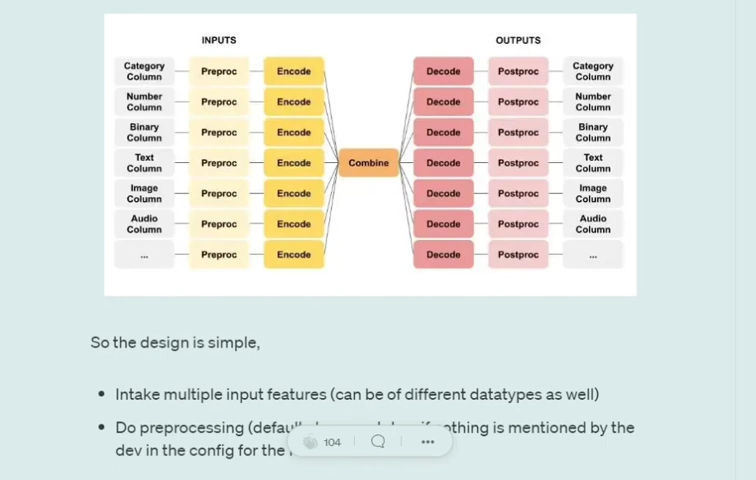 INPUTS
OUTPUTS
Category Column Preproc Encode Decode Postproc Category Column
Number Column Preproc Encode Decode Postproc Number Column
Binary Column Preproc Encode Decode Postproc Binary Column
Text Column Preproc Encode Combine Decode Postproc Text Column
Image Column Preproc Encode Decode Postproc Image Column
Audio Column Preproc Encode Decode Postproc Audio Column
... Preproc Encode Decode Postproc ...
So the design is simple,
• Intake multiple input features (can be of different datatypes as well)
• Do preprocessing ( nothing is mentioned by the
dev in the config for the
104